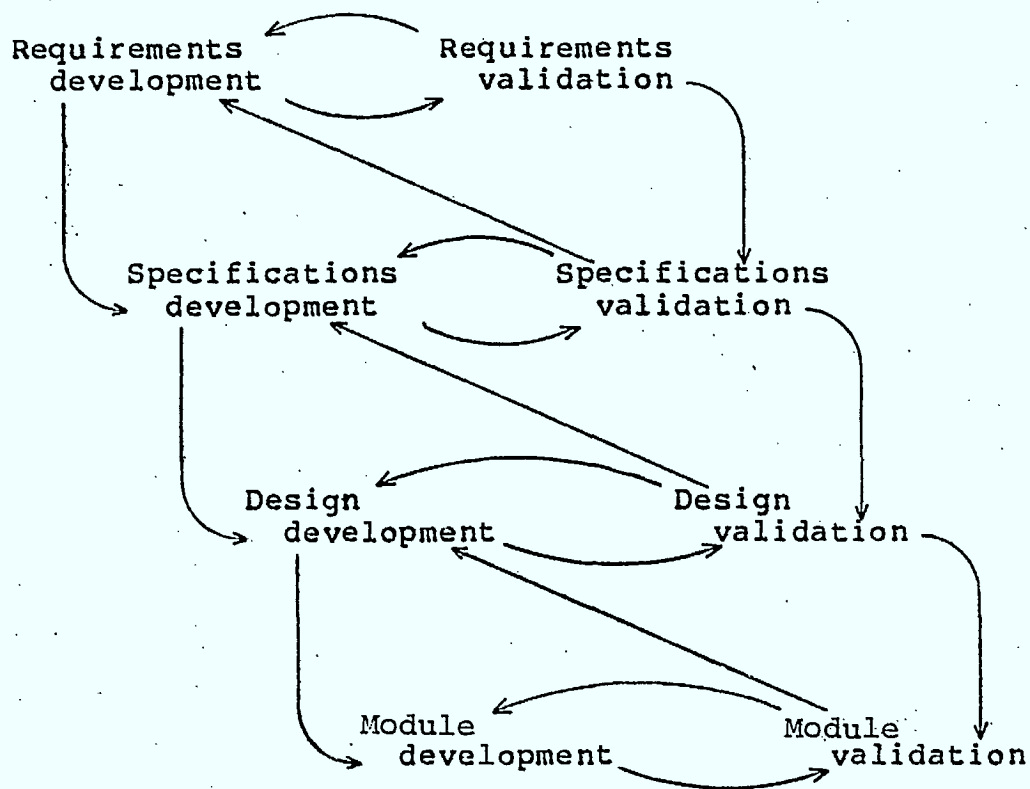 Requirements
development
Requirements
validation
Specifications
development
Specifications
validation
Design
development
Design
validation
Module
development
Module
validation